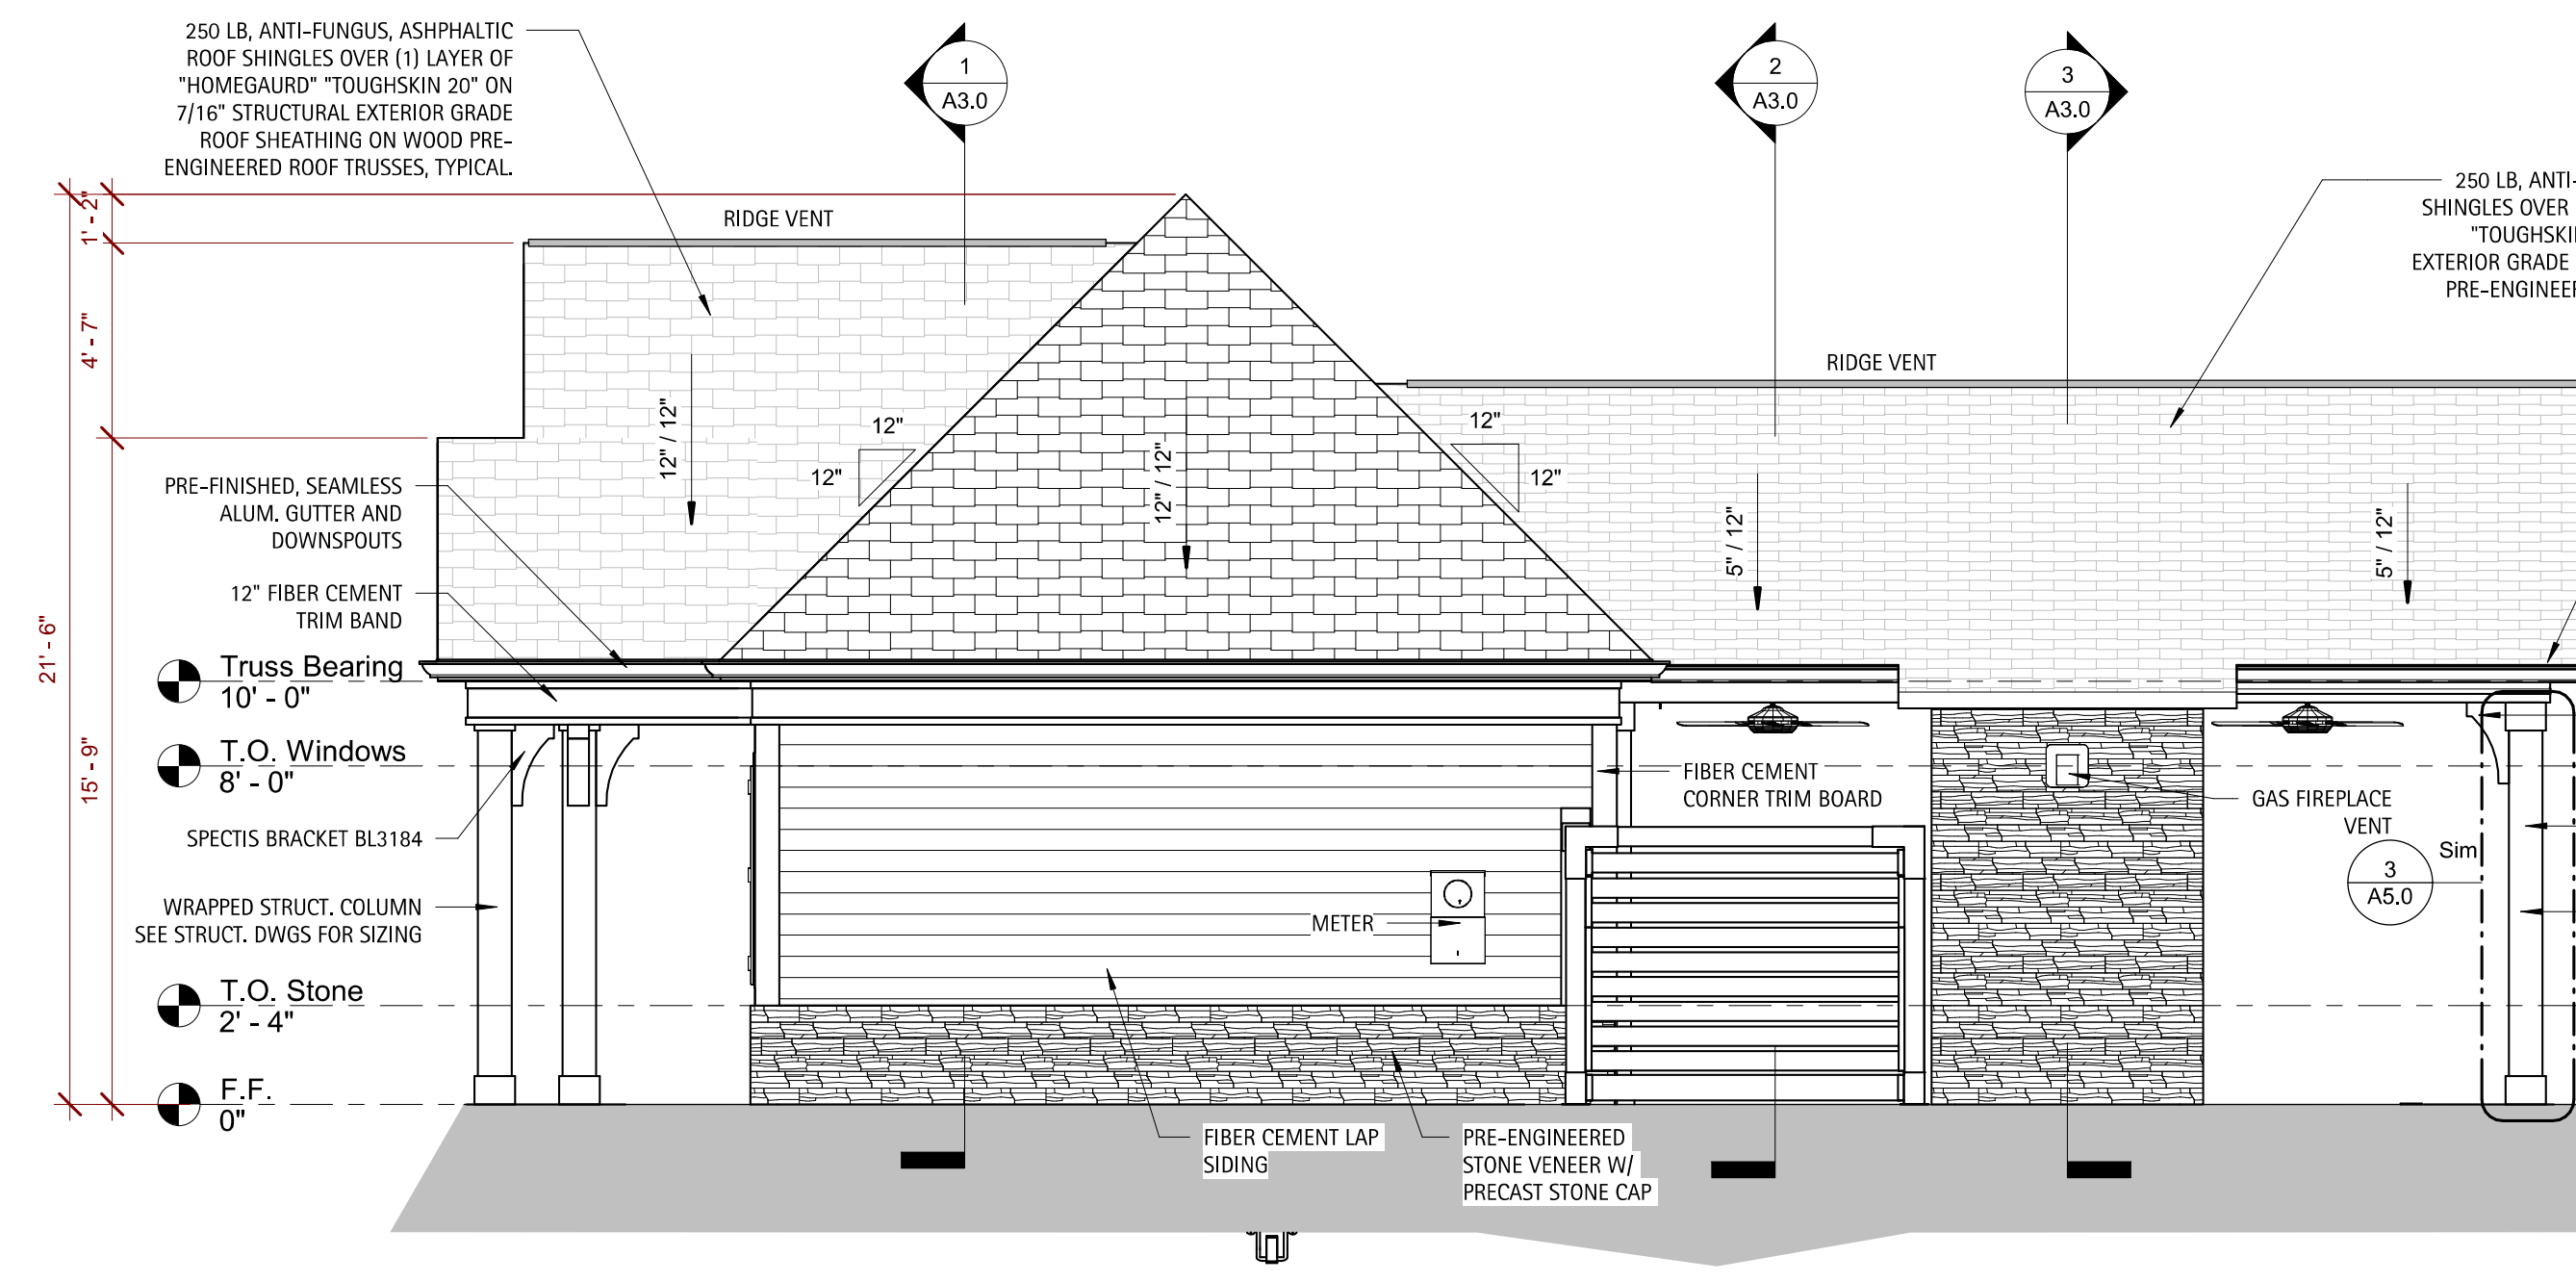 250 LB, ANTI-FUNGUS, ASHPHALTIC
ROOF SHINGLES OVER (1) LAYER OF
"HOMEGAURD" "TOUGHSKIN 20" ON
7/16" STRUCTURAL EXTERIOR GRADE
ROOF SHEATHING ON WOOD PRE-
ENGINEERED ROOF TRUSSES, TYPICAL.
1
A3.0
2
A3.0
3
A3.0
250 LB, ANTI-
SHINGLES OVER
"TOUGHSKI
EXTERIOR GRADE
PRE-ENGINEE
RIDGE VENT
RIDGE VENT
1' - 2"
4' - 7"
15' - 9"
21' - 6"
12" / 12"
12"
12"
12" / 12"
12"
12"
5" / 12"
5" / 12"
PRE-FINISHED, SEAMLESS
ALUM. GUTTER AND
DOWNSPOUTS
12" FIBER CEMENT
TRIM BAND
Truss Bearing
10' - 0"
T.O. Windows
8' - 0"
SPECTIS BRACKET BL3184
WRAPPED STRUCT. COLUMN
SEE STRUCT. DWGS FOR SIZING
T.O. Stone
2' - 4"
F.F.
0"
FIBER CEMENT
CORNER TRIM BOARD
GAS FIREPLACE
VENT
Sim
3
A5.0
METER
FIBER CEMENT LAP
SIDING
PRE-ENGINEERED
STONE VENEER W/
PRECAST STONE CAP